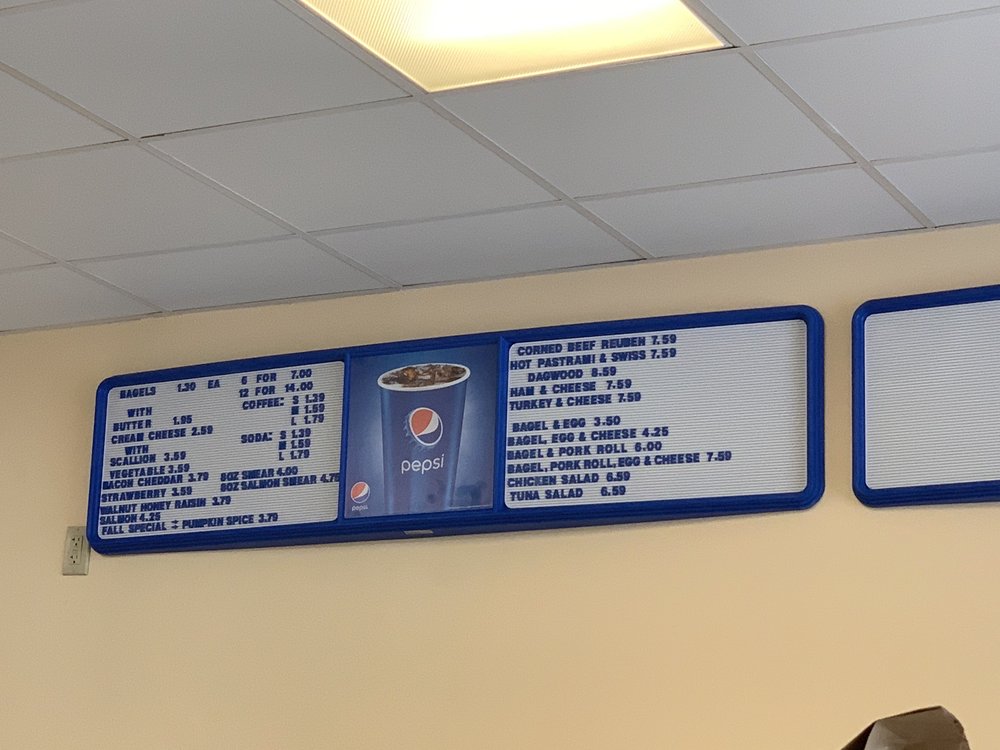 BAGELS 1.30 EA 6 FOR 7.00
12 FOR 14.00
WITH
BUTTER 1.95
CREAM CHEESE 2.59
WITH
SCALLION 3.59
VEGETABLE 3.59
BACON CHEDDAR 3.79
STRAWBERRY 3.59
WALNUT HONEY RAISIN 3.79
SALMON 4.25
FALL SPECIAL : PUMPKIN SPICE 3.79
COFFEE: S 1.39
M 1.59
L 1.79
SODA: S 1.39
M 1.59
L 1.79
8OZ SMEAR 4.00
8OZ SALMON SMEAR 4.75
pepsi
pepsi
CORNED BEEF REUBEN 7.59
HOT PASTRAMI & SWISS 7.59
DAGWOOD 8.59
HAM & CHEESE 7.59
TURKEY & CHEESE 7.59
BAGEL & EGG 3.50
BAGEL, EGG & CHEESE 4.25
BAGEL & PORK ROLL 6.00
BAGEL, PORK ROLL, EGG & CHEESE 7.59
CHICKEN SALAD 6.59
TUNA SALAD 6.59